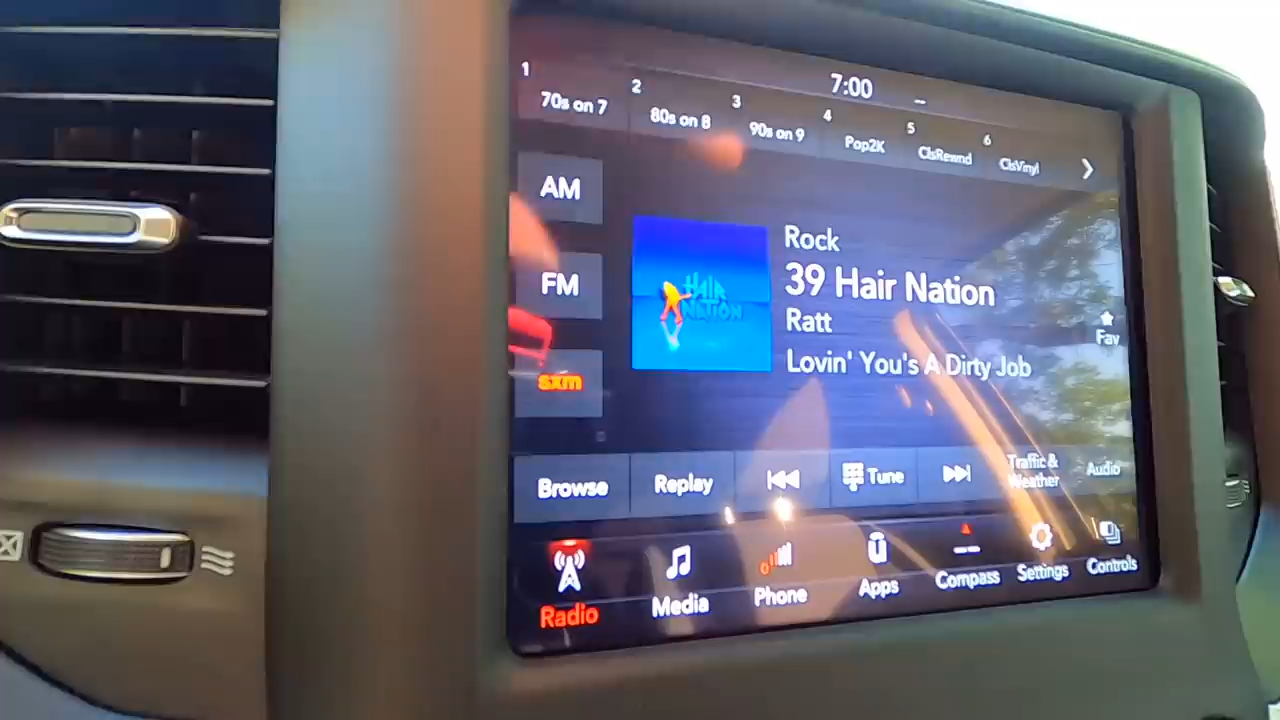 7:00
1
70s on 7
2
80s on 8
3
90s on 9
4
Pop2K
5
ClsRewnd
6
ClsVinyl
AM
FM
sxm
HAIR
NATION
Rock
39 Hair Nation
Ratt
Lovin' You's A Dirty Job
Fav
Browse
Replay
Tune
Traffic &
Weather
Audio
Radio
Media
Phone
Apps
Compass
Settings
Controls